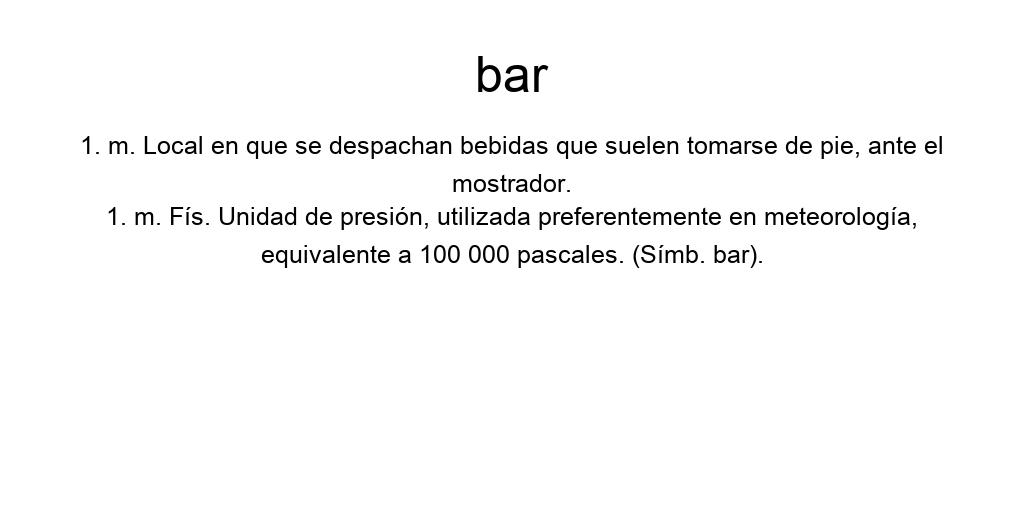 bar
1. m. Local en que se despachan bebidas que suelen tomarse de pie, ante el
mostrador.
1. m. Fís. Unidad de presión, utilizada preferentemente en meteorología,
equivalente a 100 000 pascales. (Símb. bar).